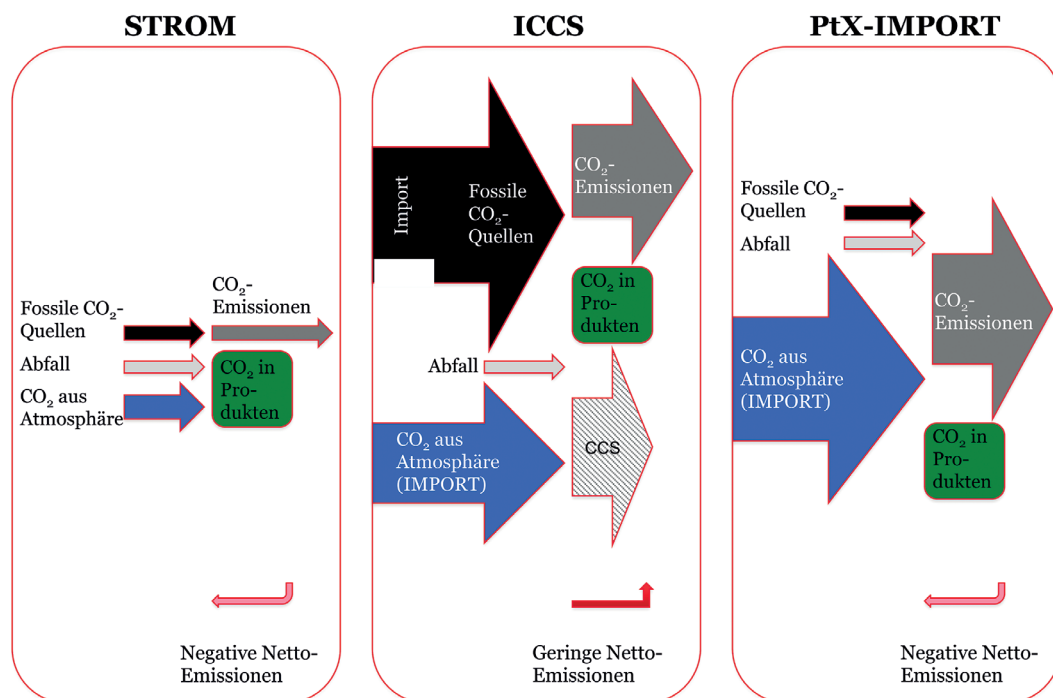 STROM
Fossile CO₂-
Quellen
CO₂-
Emissionen
Abfall
CO₂ aus
Atmosphäre
CO₂ in
Pro-
dukten
Negative Netto-
Emissionen
ICCS
Import
Fossile
CO₂-
Quellen
CO₂-
Emissionen
CO₂ in
Pro-
dukten
Abfall
CO₂ aus
Atmosphäre
(IMPORT)
CCS
Geringe Netto-
Emissionen
PtX-IMPORT
Fossile CO₂-
Quellen
Abfall
CO₂-
Emissionen
CO₂ aus
Atmosphäre
(IMPORT)
CO₂ in
Pro-
dukten
Negative Netto-
Emissionen